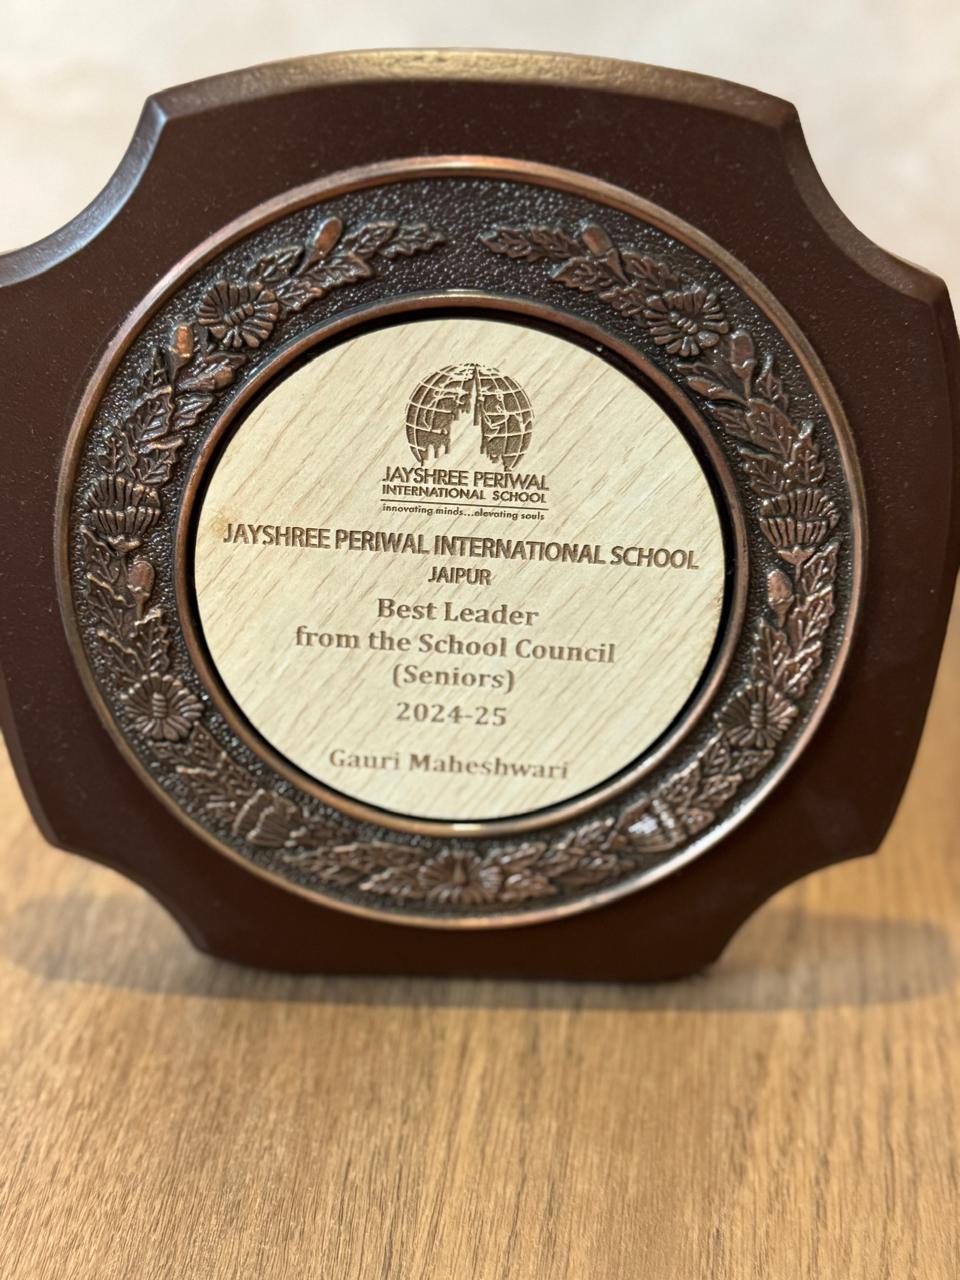 JAYSHREE PERIWAL
INTERNATIONAL SCHOOL
innovating minds...elevating souls
JAYSHREE PERIWAL INTERNATIONAL SCHOOL
JAIPUR
Best Leader
from the School Council
(Seniors)
2024-25
Gauri Maheshwari